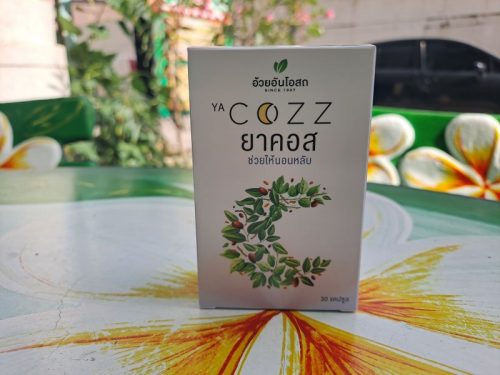 อ้วยอันโอสถ
SINCE 1947
YA COZZ
ยาคอส
ช่วยให้นอนหลับ
30 แคปซูล